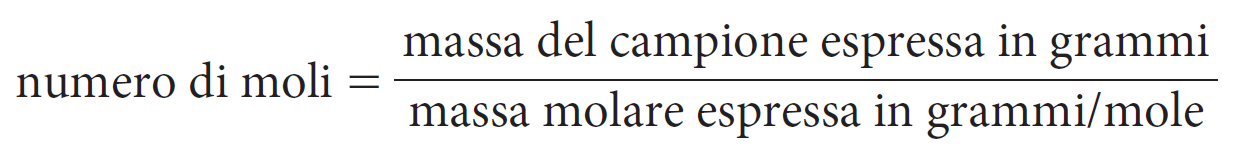 numero di moli = massa del campione espressa in grammi
massa molare espressa in grammi/mole